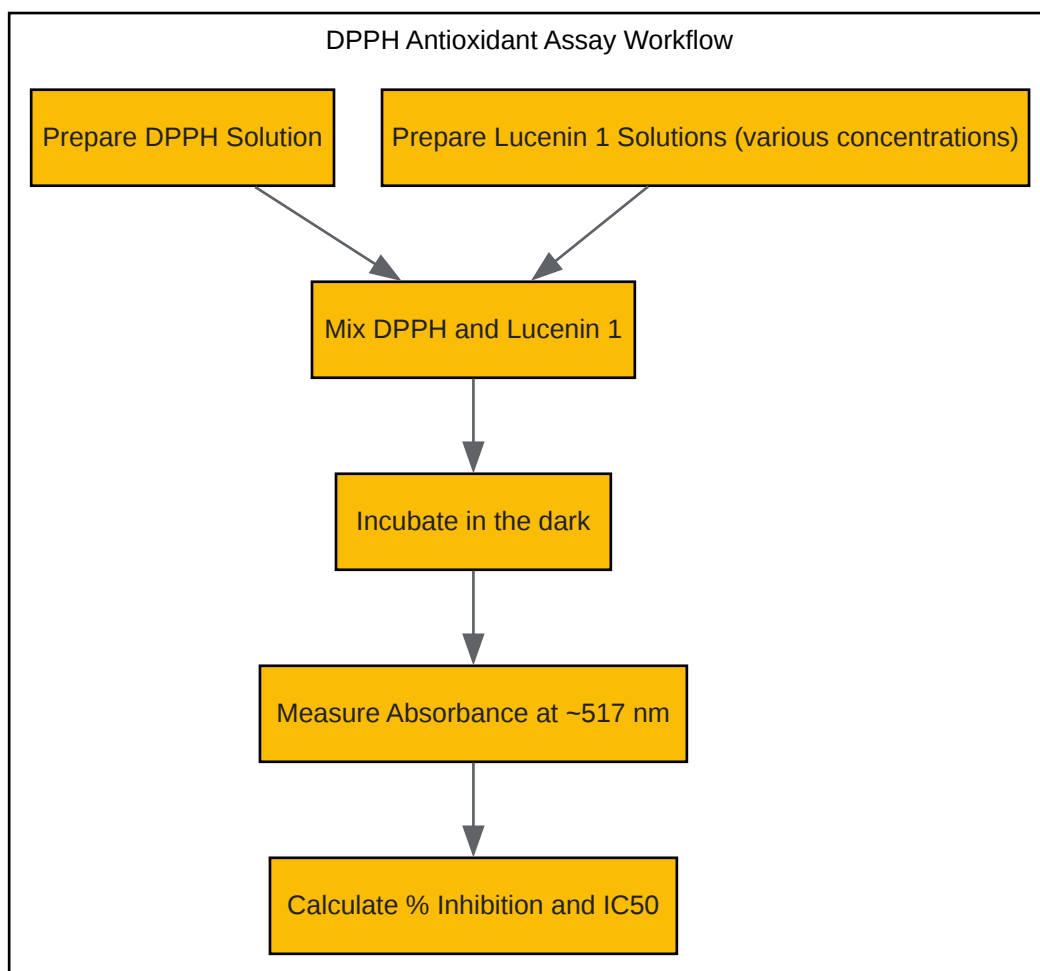 DPPH Antioxidant Assay Workflow
Prepare DPPH Solution
Prepare Lucenin 1 Solutions (various concentrations)
Mix DPPH and Lucenin 1
Incubate in the dark
Measure Absorbance at ~517 nm
Calculate % Inhibition and IC50